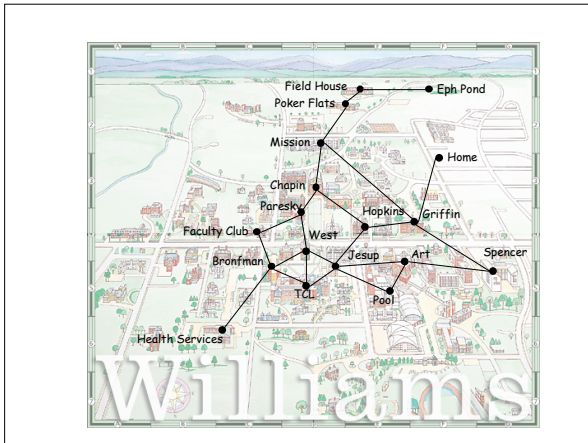 Field House
Eph Pond
Poker Flats
Mission
Home
Chapin
Paresky
Hopkins
Griffin
Faculty Club
West
Bronfman
Jesup
Art
Spencer
TCL
Pool
Health Services
Williams